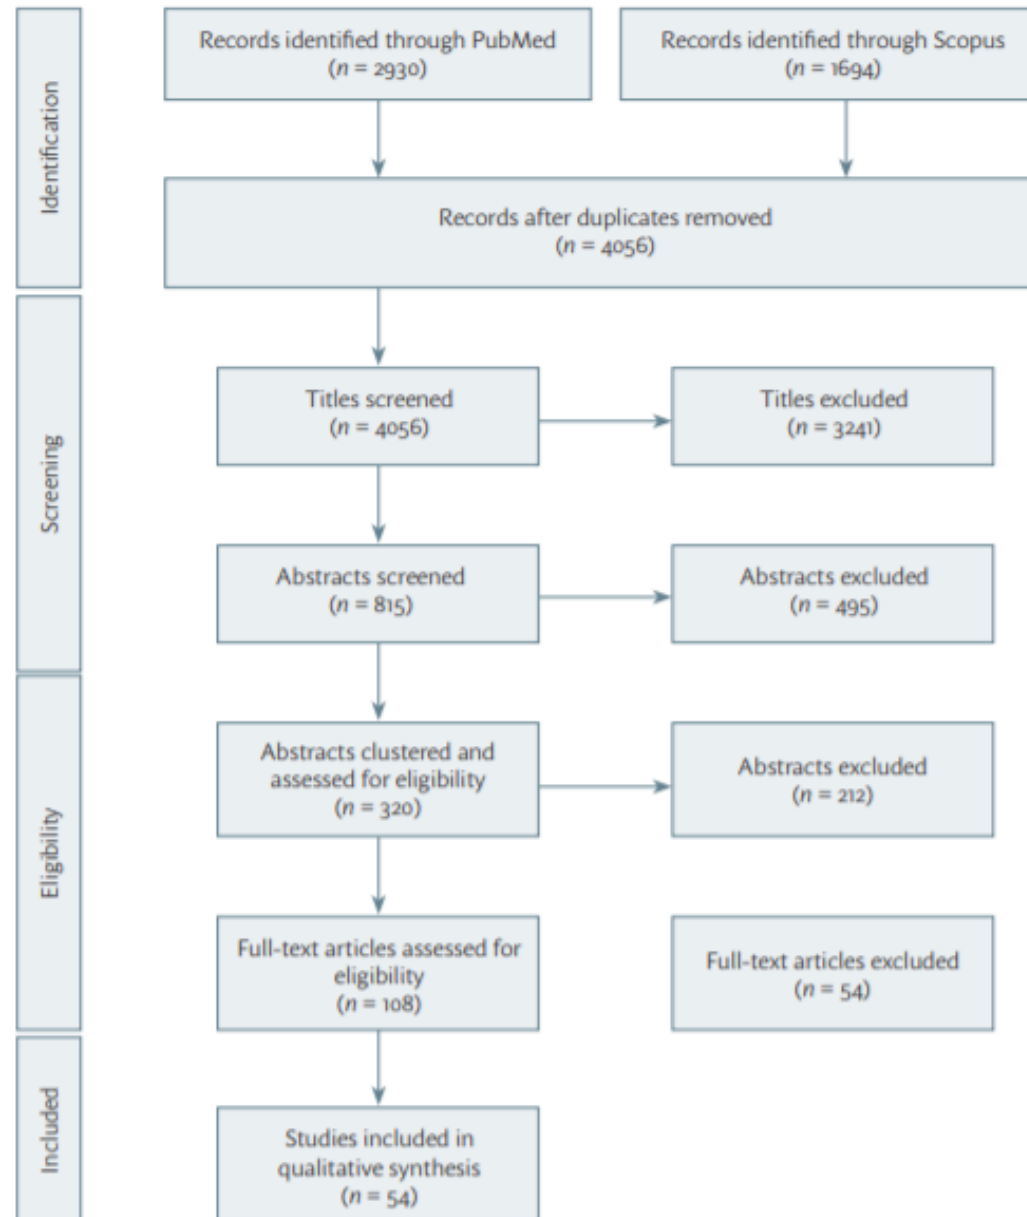 Identification
Records identified through PubMed
(n = 2930)
Records identified through Scopus
(n = 1694)
Records after duplicates removed
(n = 4056)
Screening
Titles screened
(n = 4056)
Titles excluded
(n = 3241)
Abstracts screened
(n = 815)
Abstracts excluded
(n = 495)
Eligibility
Abstracts clustered and
assessed for eligibility
(n = 320)
Abstracts excluded
(n = 212)
Full-text articles assessed for
eligibility
(n = 108)
Full-text articles excluded
(n = 54)
Included
Studies included in
qualitative synthesis
(n = 54)